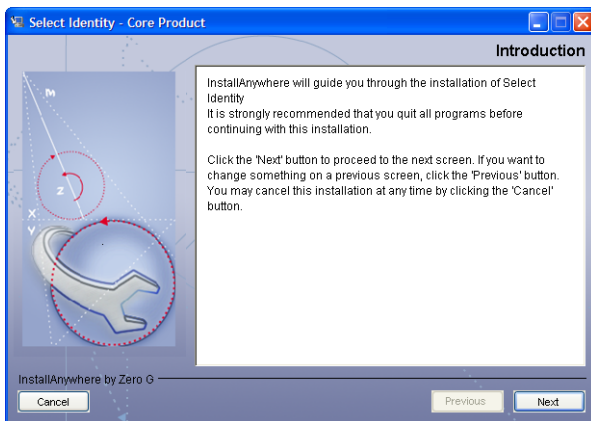 Select Identity - Core Product
Introduction
M
Z
X
Y
InstallAnywhere will guide you through the installation of Select
Identity
It is strongly recommended that you quit all programs before
continuing with this installation.
Click the 'Next' button to proceed to the next screen. If you want to
change something on a previous screen, click the 'Previous' button.
You may cancel this installation at any time by clicking the 'Cancel'
button.
InstallAnywhere by Zero G
Cancel
Previous
Next